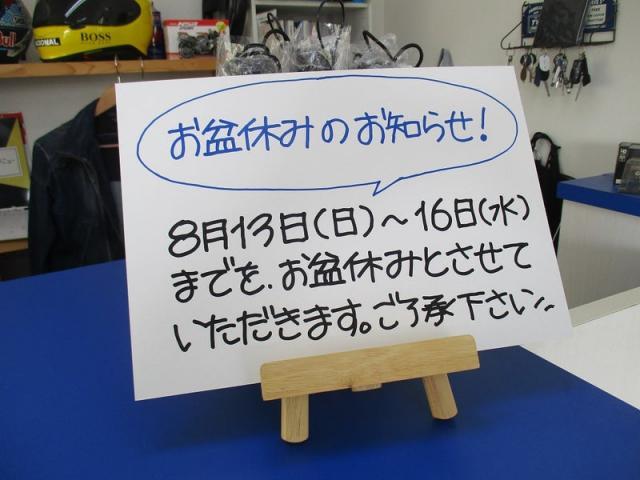 お盆休みのお知らせ!
8月13日(日)～16日(水)
までを、お盆休みとさせて
いただきます。ご了承下さい。
BOSS